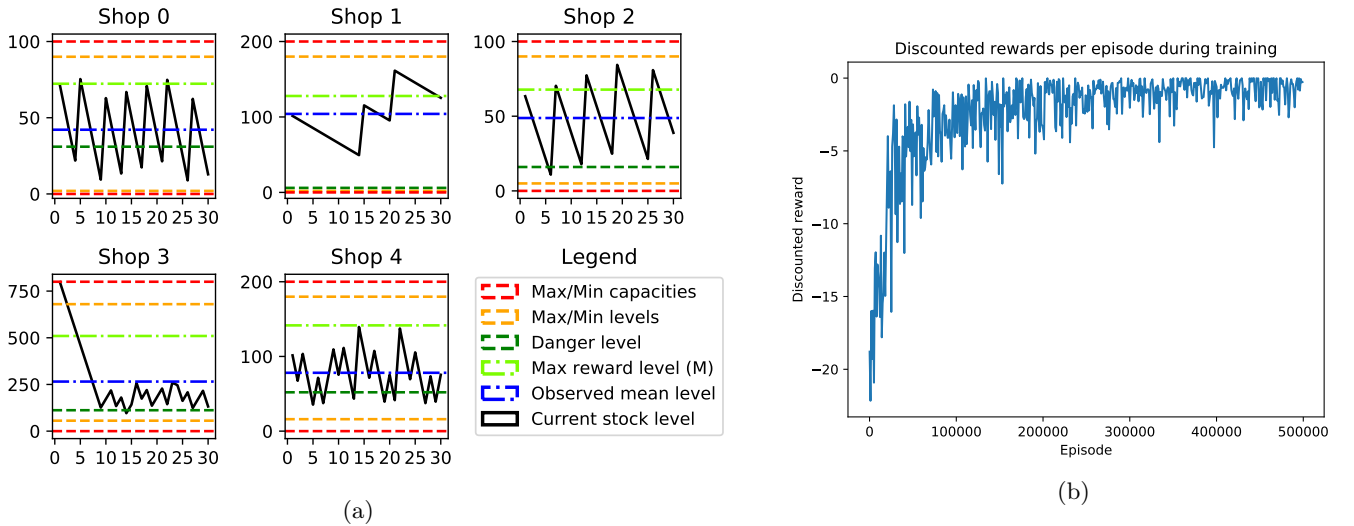 Shop 0
100
50
0
0 5 10 15 20 25 30
Shop 1
200
100
0
0 5 10 15 20 25 30
Shop 2
100
50
0
0 5 10 15 20 25 30
Shop 3
750
500
250
0
0 5 10 15 20 25 30
Shop 4
200
100
0
0 5 10 15 20 25 30
Legend
Max/Min capacities
Max/Min levels
Danger level
Max reward level (M)
Observed mean level
Current stock level
(a)
Discounted rewards per episode during training
Discounted reward
0
−5
−10
−15
−20
0 100000 200000 300000 400000 500000
Episode
(b)